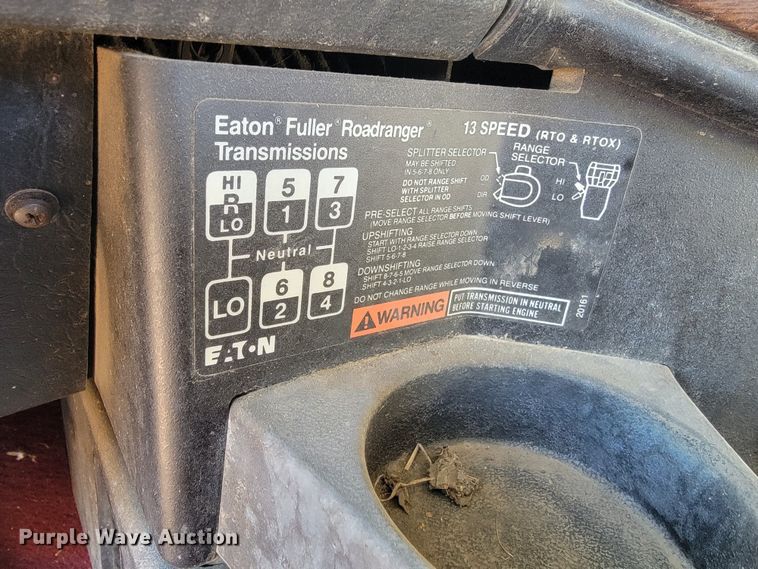 Eaton® Fuller® Roadranger®
Transmissions
13 SPEED (RTO & RTOX)
SPLITTER SELECTOR
MAY BE SHIFTED
IN 5-6-7-8 ONLY
DO NOT RANGE SHIFT
WITH SPLITTER
SELECTOR IN OD
OD
DIR
RANGE
SELECTOR
HI
LO
HI
R
LO
5
1
7
3
Neutral
LO
6
2
8
4
PRE-SELECT ALL RANGE SHIFTS
(MOVE RANGE SELECTOR BEFORE MOVING SHIFT LEVER)
UPSHIFTING
START WITH RANGE SELECTOR DOWN
SHIFT LO-1-2-3-4 RAISE RANGE SELECTOR
SHIFT 5-6-7-8
DOWNSHIFTING
SHIFT 8-7-6-5 MOVE RANGE SELECTOR DOWN
SHIFT 4-3-2-1-LO
DO NOT CHANGE RANGE WHILE MOVING IN REVERSE
WARNING
PUT TRANSMISSION IN NEUTRAL
BEFORE STARTING ENGINE
20161
EATON
Purple Wave Auction